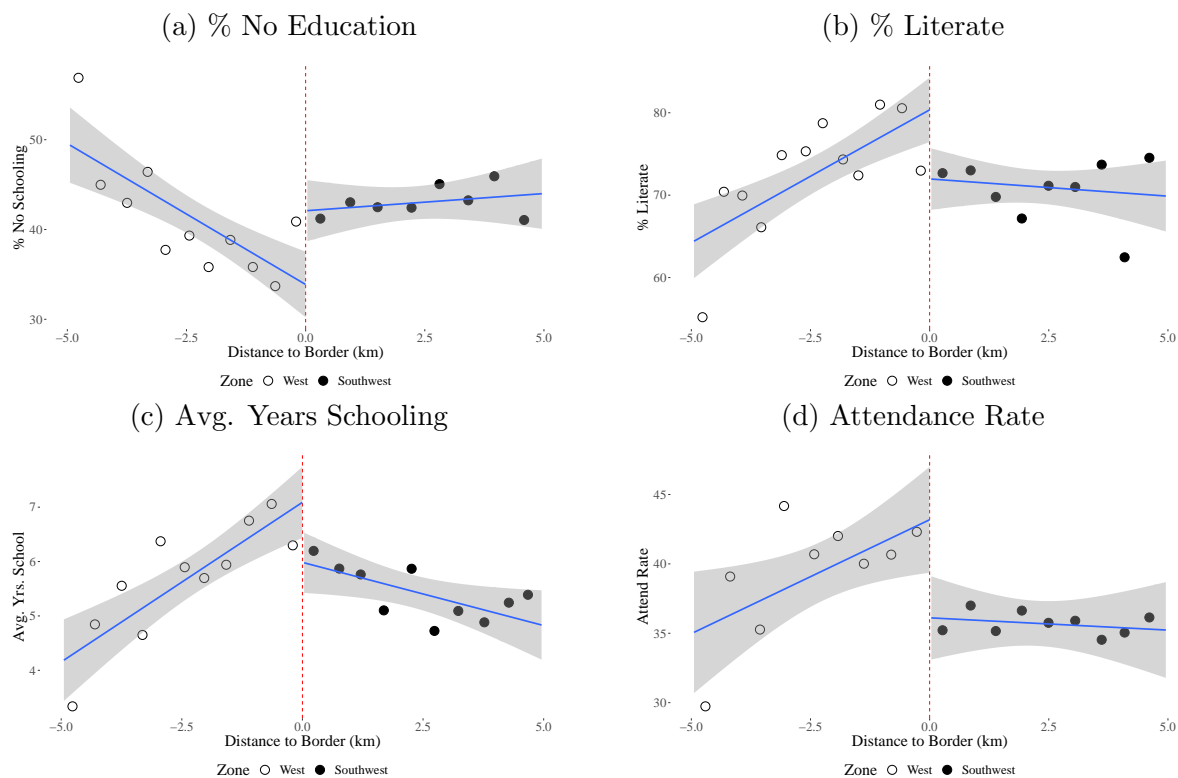 (a) % No Education
(b) % Literate
% No Schooling
50
40
30
−5.0
−2.5
0.0
2.5
5.0
Distance to Border (km)
Zone West Southwest
% Literate
80
70
60
−5.0
−2.5
0.0
2.5
5.0
Distance to Border (km)
Zone West Southwest
(c) Avg. Years Schooling
(d) Attendance Rate
Avg. Yrs. School
7
6
5
4
−5.0
−2.5
0.0
2.5
5.0
Distance to Border (km)
Zone West Southwest
Attend Rate
45
40
35
30
−5.0
−2.5
0.0
2.5
5.0
Distance to Border (km)
Zone West Southwest